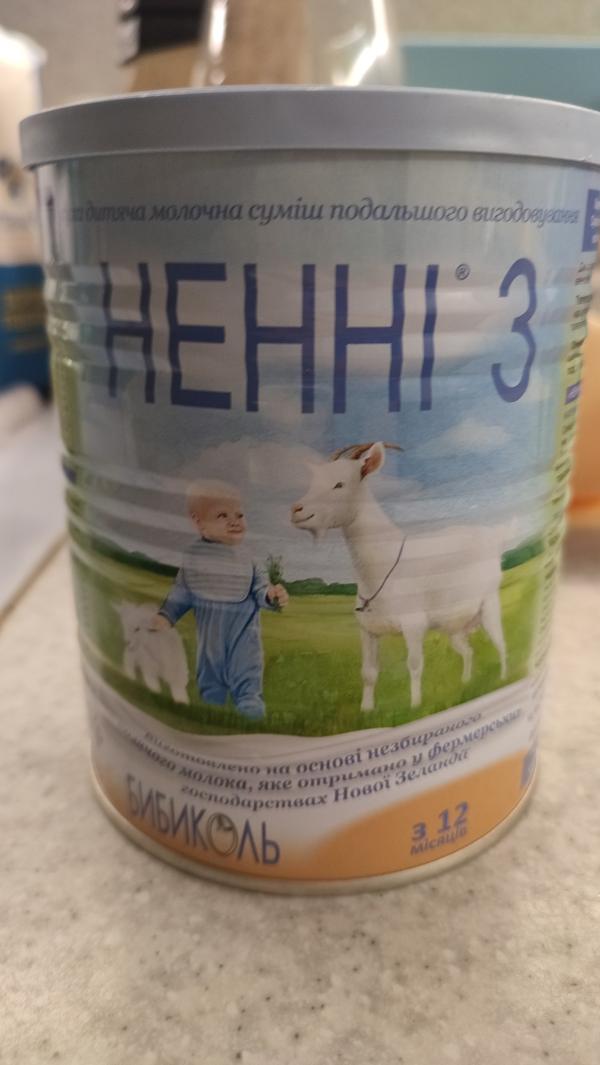 дитяча молочна суміш подальшого вигодовування
НЕННІ® 3
Виготовлено на основі незбираного
молока, яке отримано у фермерських
господарствах Нової Зеландії
БИБИКОЛЬ
з 12
місяців